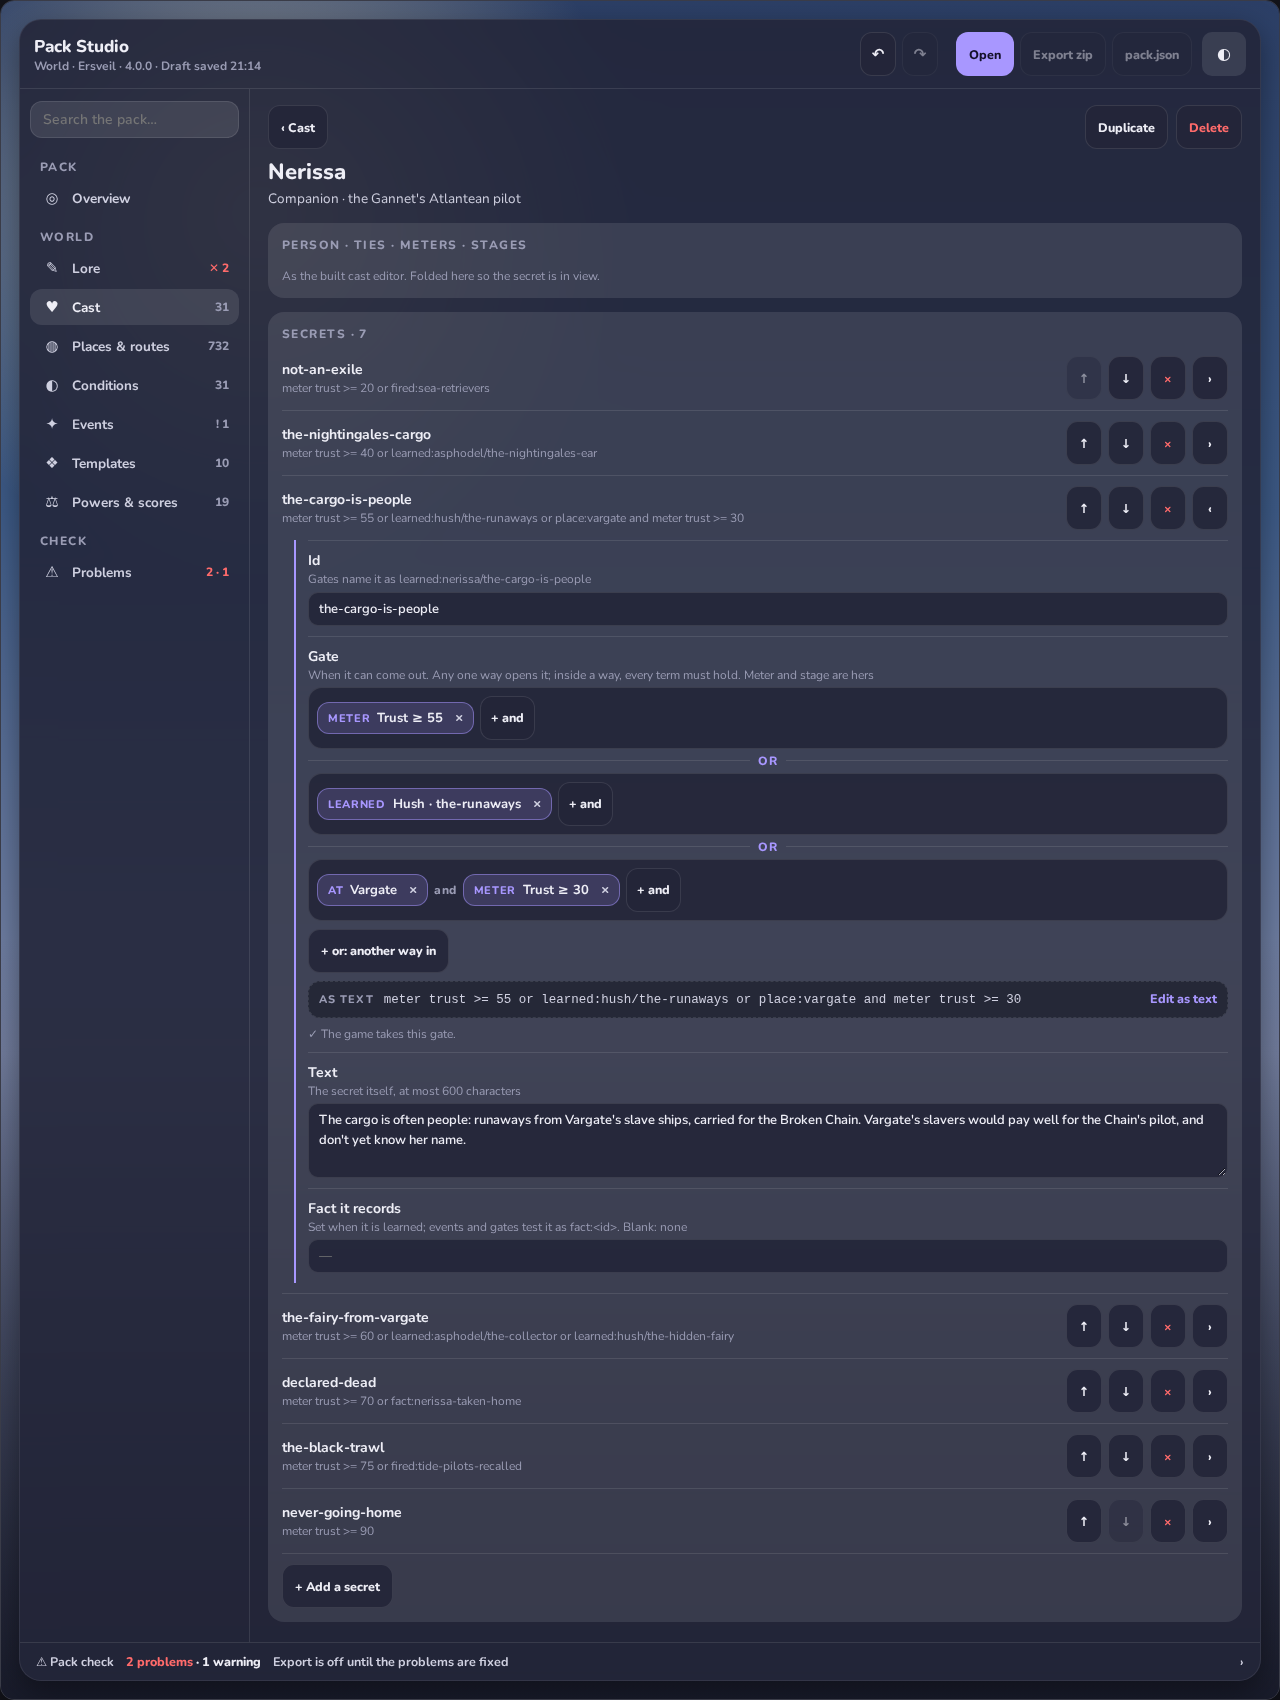 Pack Studio
World · Ersveil · 4.0.0 · Draft saved 21:14
↶ ↷ Open Export zip pack.json ◐
Search the pack...
PACK
◎ Overview
WORLD
✎ Lore × 2
♥ Cast 31
◍ Places & routes 732
◐ Conditions 31
✦ Events ! 1
❖ Templates 10
⚖ Powers & scores 19
CHECK
⚠ Problems 2 · 1
‹ Cast
Duplicate Delete
Nerissa
Companion · the Gannet's Atlantean pilot
PERSON · TIES · METERS · STAGES
As the built cast editor. Folded here so the secret is in view.
SECRETS · 7
not-an-exile
meter trust >= 20 or fired:sea-retrievers
↑ ↓ × ›
the-nightingales-cargo
meter trust >= 40 or learned:asphodel/the-nightingales-ear
↑ ↓ × ›
the-cargo-is-people
meter trust >= 55 or learned:hush/the-runaways or place:vargate and meter trust >= 30
↑ ↓ × ‹
Id
Gates name it as learned:nerissa/the-cargo-is-people
the-cargo-is-people
Gate
When it can come out. Any one way opens it; inside a way, every term must hold. Meter and stage are hers
METER Trust ≥ 55 × + and
OR
LEARNED Hush · the-runaways × + and
OR
AT Vargate × and METER Trust ≥ 30 × + and
+ or: another way in
AS TEXT meter trust >= 55 or learned:hush/the-runaways or place:vargate and meter trust >= 30 Edit as text
✓ The game takes this gate.
Text
The secret itself, at most 600 characters
The cargo is often people: runaways from Vargate's slave ships, carried for the Broken Chain. Vargate's slavers would pay well for the Chain's pilot, and
don't yet know her name.
Fact it records
Set when it is learned; events and gates test it as fact:<id>. Blank: none
—
the-fairy-from-vargate
meter trust >= 60 or learned:asphodel/the-collector or learned:hush/the-hidden-fairy
↑ ↓ × ›
declared-dead
meter trust >= 70 or fact:nerissa-taken-home
↑ ↓ × ›
the-black-trawl
meter trust >= 75 or fired:tide-pilots-recalled
↑ ↓ × ›
never-going-home
meter trust >= 90
↑ ↓ × ›
+ Add a secret
⚠ Pack check 2 problems · 1 warning Export is off until the problems are fixed ›